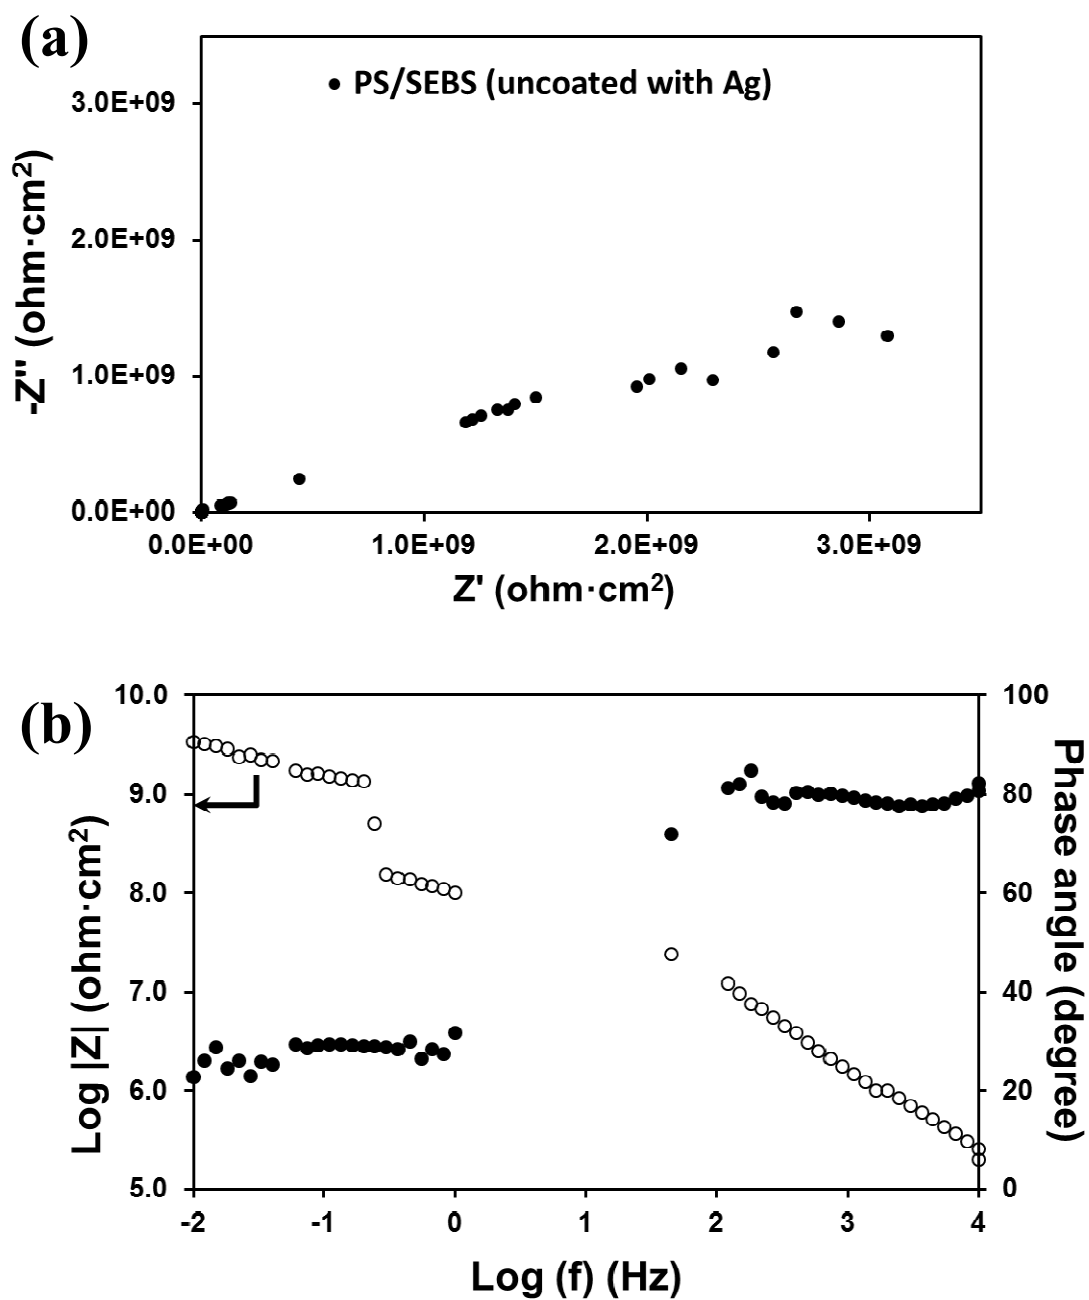 (a)
PS/SEBS (uncoated with Ag)
3.0E+09
2.0E+09
1.0E+09
0.0E+00
-Z'' (ohm·cm²)
0.0E+00 1.0E+09 2.0E+09 3.0E+09
Z' (ohm·cm²)
(b)
10.0
9.0
8.0
7.0
6.0
5.0
Log |Z| (ohm·cm²)
100
80
60
40
20
0
Phase angle (degree)
-2 -1 0 1 2 3 4
Log (f) (Hz)